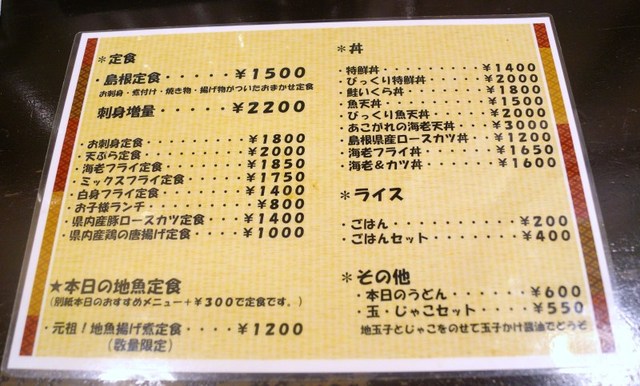 ＊定食
・島根定食・・・・・￥1500
お刺身・煮付け・焼き物・揚げ物がついたおまかせ定食
刺身増量・・・・・￥2200
・お刺身定食・・・・・・・・￥1800
・天ぷら定食・・・・・・・・￥2000
・海老フライ定食・・・・・￥1850
・ミックスフライ定食・・・・￥1750
・白身フライ定食・・・・・￥1400
・お子様ランチ・・・・・・・￥800
・県内産豚ロースカツ定食・・・￥1400
・県内産鶏の唐揚げ定食・・・￥1000
★本日の地魚定食
(別紙本日のおすすめメニュー＋￥300で定食です。)
・元祖！地魚揚げ煮定食・・・・￥1200
(数量限定)
＊丼
・特鮮丼・・・・・・・・・￥1400
・びっくり特鮮丼・・・・・￥2000
・鮭いくら丼・・・・・・・￥1800
・魚天丼・・・・・・・・・￥1500
・びっくり魚天丼・・・・・￥2000
・あこがれの海老天丼・・・￥3000
・島根県産ロースカツ丼・・￥1200
・海老フライ丼・・・・・・￥1650
・海老＆カツ丼・・・・・・￥1600
＊ライス
・ごはん・・・・・・・・・￥200
・ごはんセット・・・・・・￥400
＊その他
・本日のうどん・・・・・￥600
・玉・じゃこセット・・・・￥550
地玉子とじゃこをのせて玉子かけ醤油でどうぞ